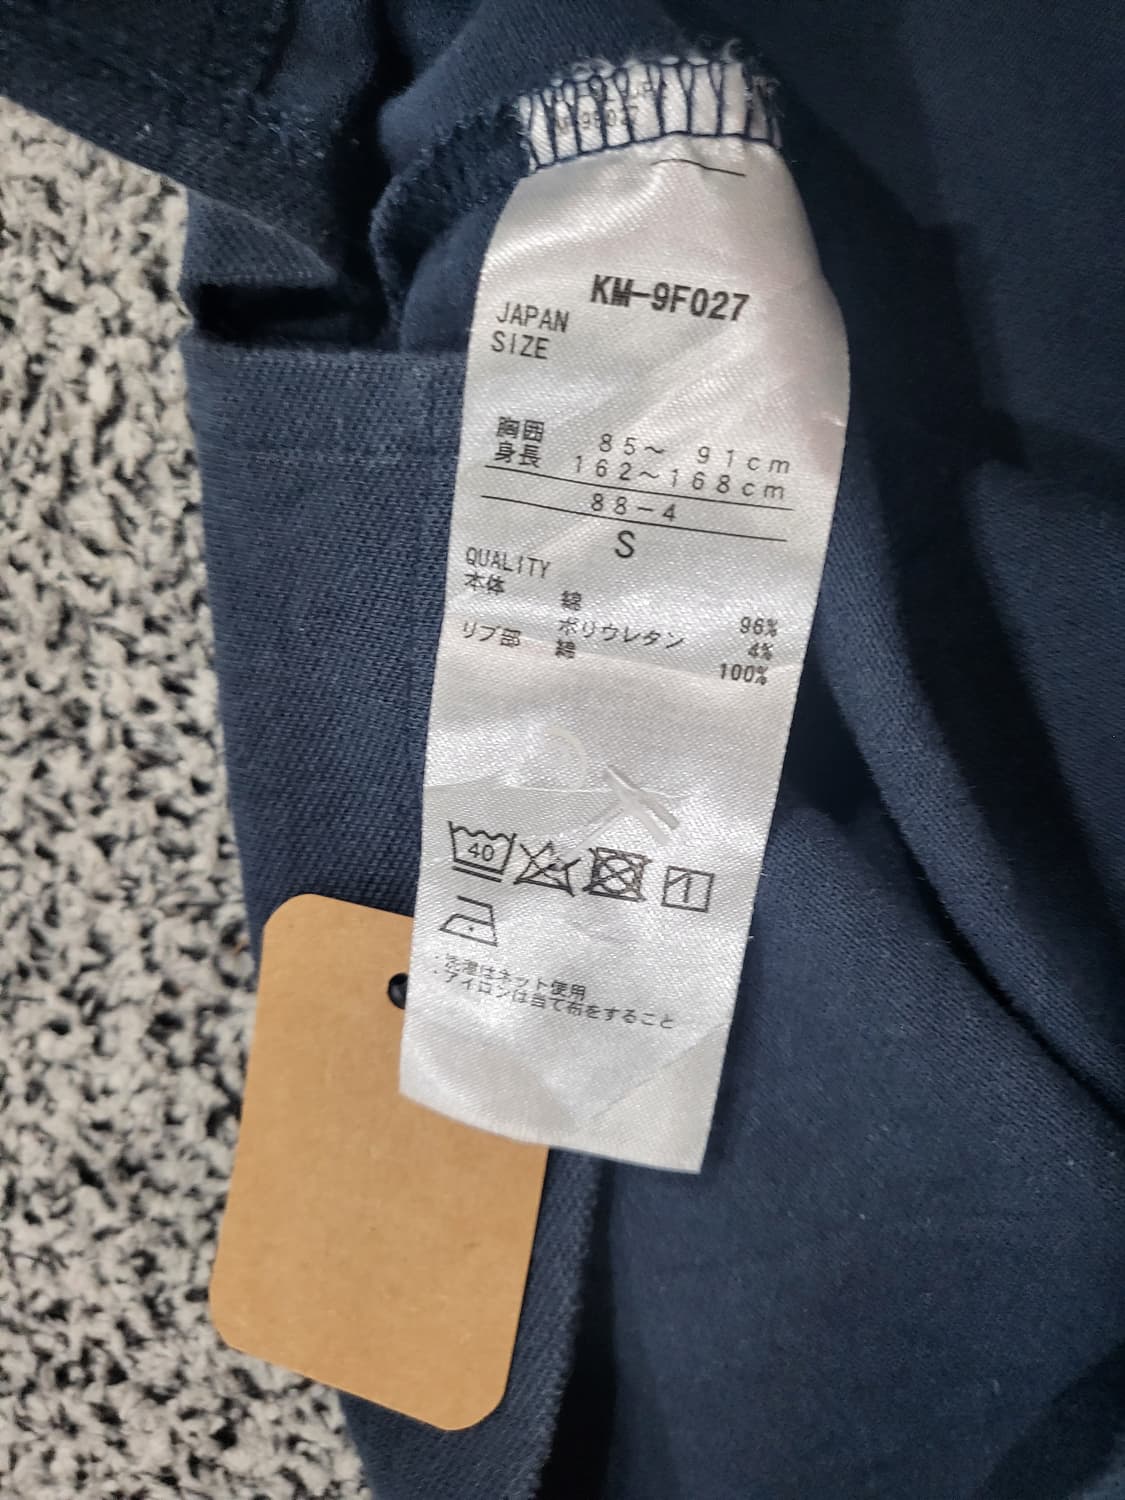 KM-9F027
JAPAN
SIZE
胸囲 85～ 91cm
身長 162～168cm
88-4
S
QUALITY
本体 綿 96%
ポリウレタン 4%
リブ部 綿 100%
40
・洗濯はネット使用
・アイロンは当て布をすること